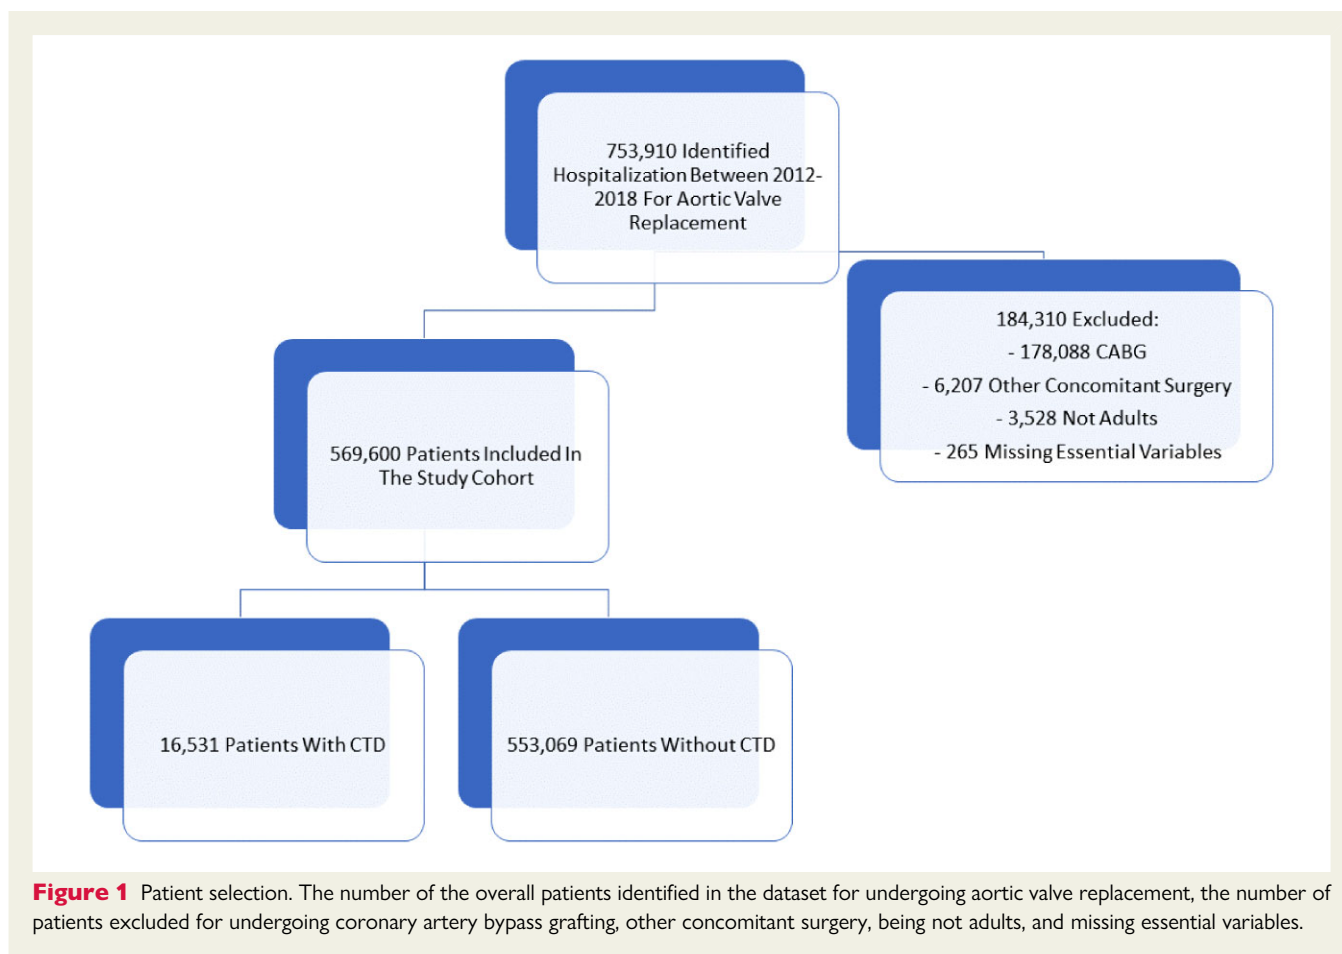 753,910 Identified
Hospitalization Between 2012-
2018 For Aortic Valve
Replacement
184,310 Excluded:
- 178,088 CABG
- 6,207 Other Concomitant Surgery
- 3,528 Not Adults
- 265 Missing Essential Variables
569,600 Patients Included In
The Study Cohort
16,531 Patients With CTD
553,069 Patients Without CTD
Figure 1 Patient selection. The number of the overall patients identified in the dataset for undergoing aortic valve replacement, the number of
patients excluded for undergoing coronary artery bypass grafting, other concomitant surgery, being not adults, and missing essential variables.